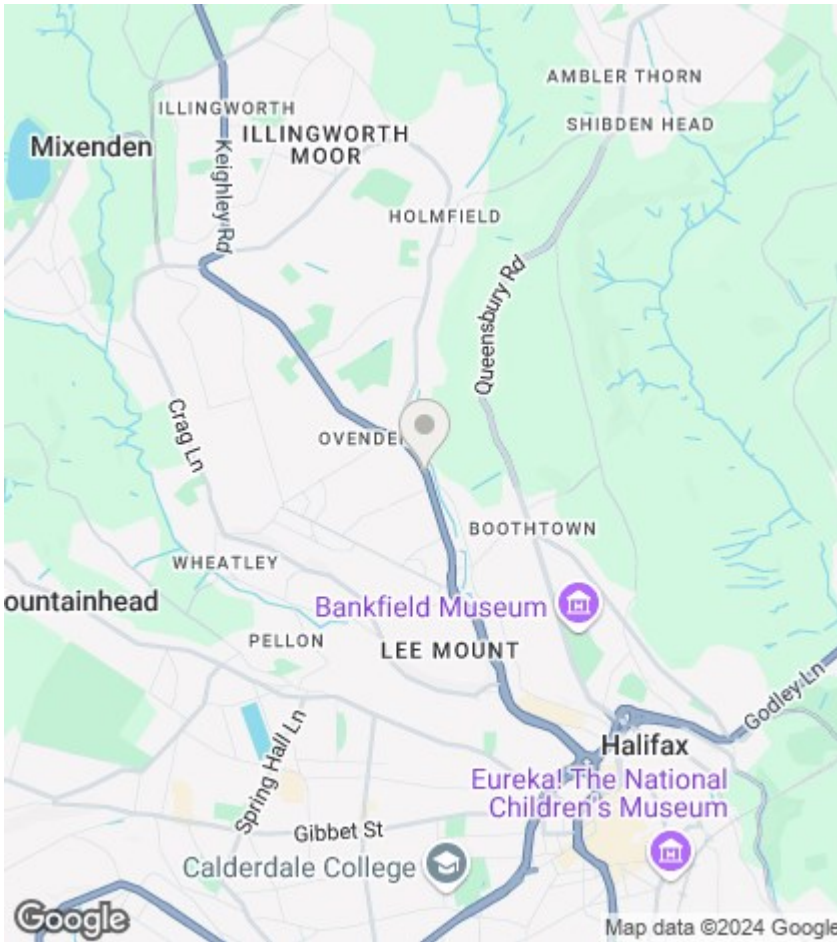 AMBLER THORN
ILLINGWORTH
SHIBDEN HEAD
ILLINGWORTH
MOOR
Mixenden
Keighley Rd
HOLMFIELD
Queensbury Rd
Crag Ln
OVENDE
BOOTHTOWN
WHEATLEY
ountainhead
Bankfield Museum
PELLON
LEE MOUNT
Godley Ln
Spring Hall Ln
Halifax
Eureka! The National
Children's Museum
Gibbet St
Calderdale College
Google
Map data ©2024 Google